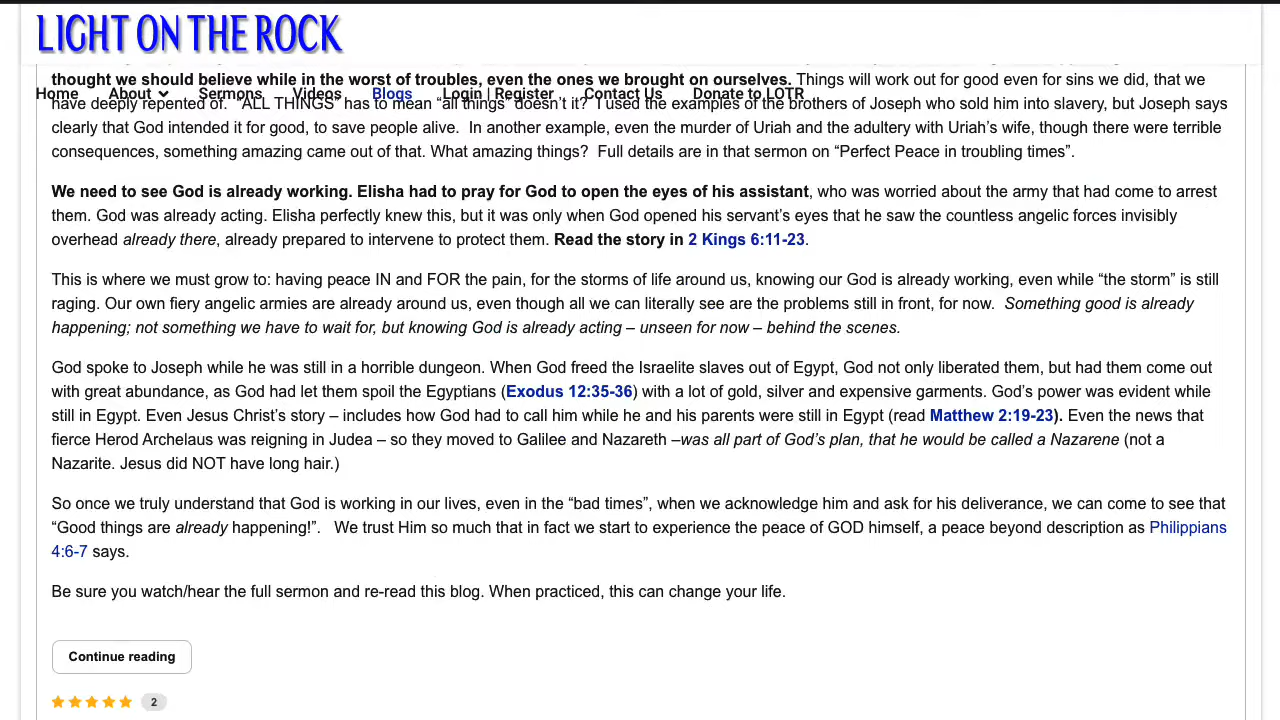 LIGHT ON THE ROCK
thought we should believe while in the worst of troubles, even the ones we brought on ourselves. Things will work out for good even for sins we did, that we
Home About Sermons Videos Blogs Login | Register Contact Us Donate to LOTR
have deeply repented of. “ALL THINGS” has to mean “all things” doesn’t it? I used the examples of the brothers of Joseph who sold him into slavery, but Joseph says
clearly that God intended it for good, to save people alive. In another example, even the murder of Uriah and the adultery with Uriah’s wife, though there were terrible
consequences, something amazing came out of that. What amazing things? Full details are in that sermon on “Perfect Peace in troubling times”.
We need to see God is already working. Elisha had to pray for God to open the eyes of his assistant, who was worried about the army that had come to arrest
them. God was already acting. Elisha perfectly knew this, but it was only when God opened his servant’s eyes that he saw the countless angelic forces invisibly
overhead already there, already prepared to intervene to protect them. Read the story in 2 Kings 6:11-23.
This is where we must grow to: having peace IN and FOR the pain, for the storms of life around us, knowing our God is already working, even while “the storm” is still
raging. Our own fiery angelic armies are already around us, even though all we can literally see are the problems still in front, for now. Something good is already
happening; not something we have to wait for, but knowing God is already acting – unseen for now – behind the scenes.
God spoke to Joseph while he was still in a horrible dungeon. When God freed the Israelite slaves out of Egypt, God not only liberated them, but had them come out
with great abundance, as God had let them spoil the Egyptians (Exodus 12:35-36) with a lot of gold, silver and expensive garments. God’s power was evident while
still in Egypt. Even Jesus Christ’s story – includes how God had to call him while he and his parents were still in Egypt (read Matthew 2:19-23). Even the news that
fierce Herod Archelaus was reigning in Judea – so they moved to Galilee and Nazareth –was all part of God’s plan, that he would be called a Nazarene (not a
Nazarite. Jesus did NOT have long hair.)
So once we truly understand that God is working in our lives, even in the “bad times”, when we acknowledge him and ask for his deliverance, we can come to see that
“Good things are already happening!”. We trust Him so much that in fact we start to experience the peace of GOD himself, a peace beyond description as Philippians
4:6-7 says.
Be sure you watch/hear the full sermon and re-read this blog. When practiced, this can change your life.
Continue reading
2